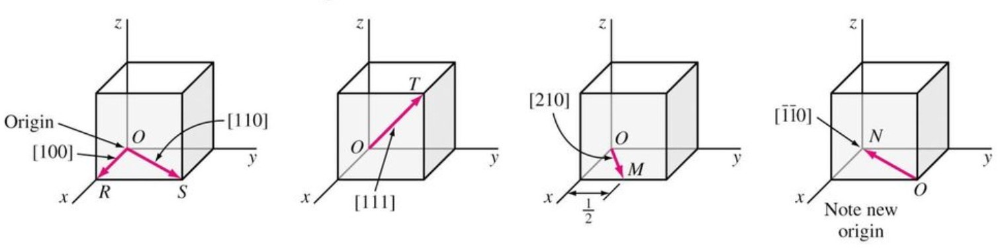 z
Origin
O
[110]
[100]
y
x
R
S
z
T
O
y
x
[111]
z
[210]
O
y
M
x
1
2
z
[1̄1̄0]
N
y
x
O
Note new
origin